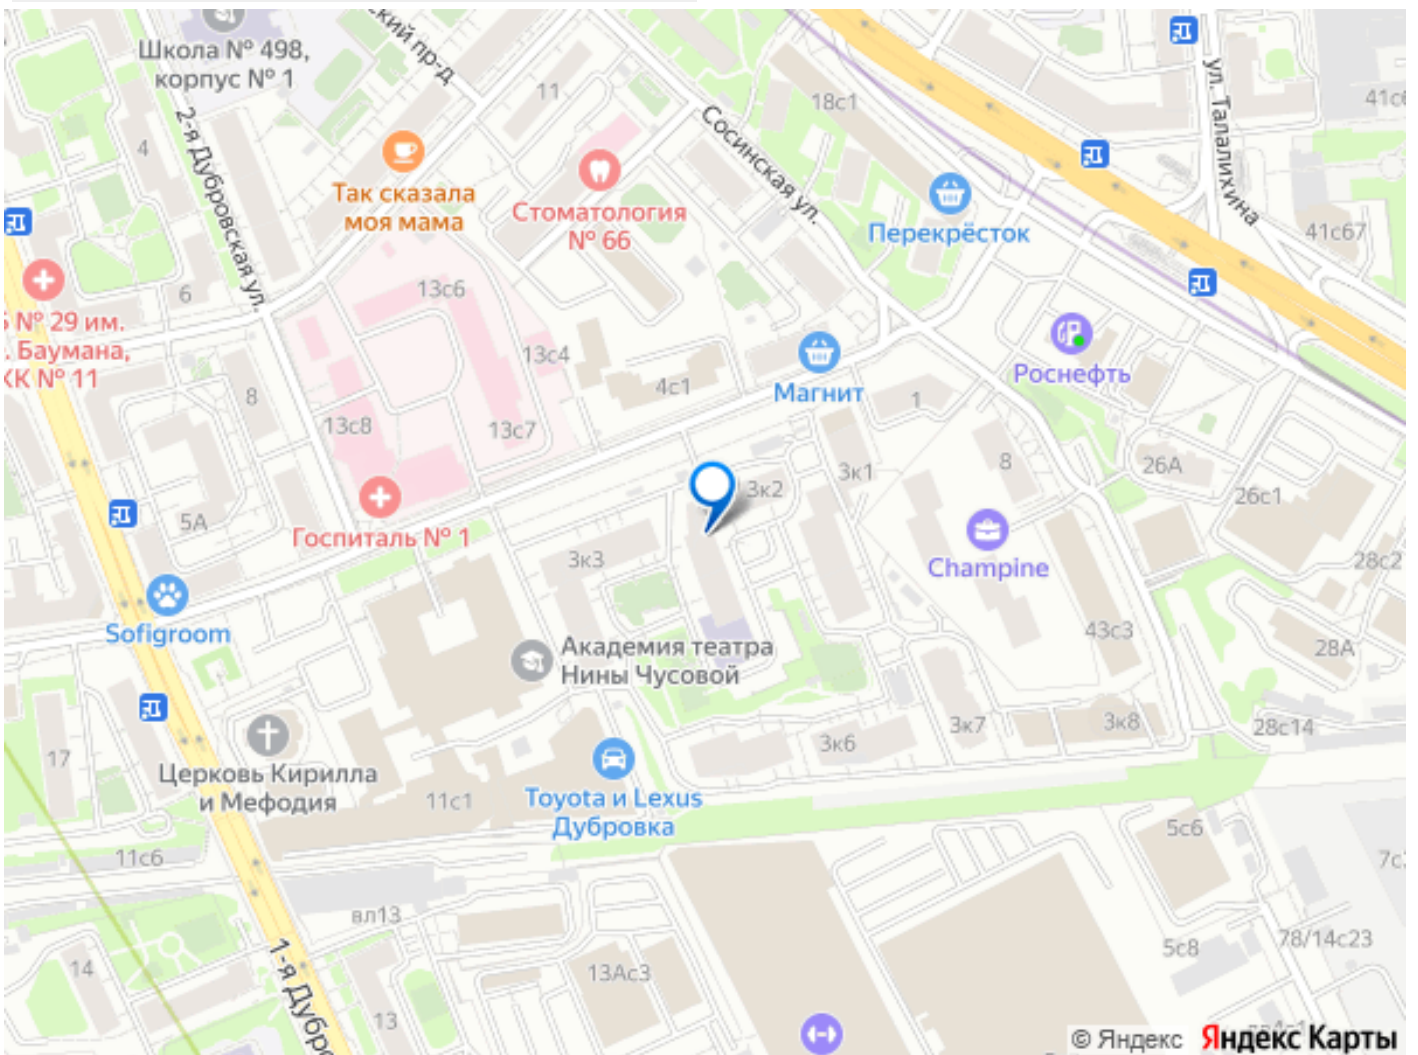 Школа № 498,
корпус № 1
ский пр-д
11
18с1
ул. Талалихина
41с6
2-я Дубровская ул.
4
Так сказала
моя мама
Стоматология
№ 66
Сосинская ул.
Перекрёсток
41с67
6
13с6
№ 29 им.
. Баумана,
КК № 11
13с4
Магнит
Роснефть
8
4с1
1
13с8
13с7
8
26А
3к1
3к2
26с1
5А
Госпиталь № 1
3к3
Champine
28с2
Sofigroom
43с3
Академия театра
Нины Чусовой
28А
3к7
3к8
28с14
17
3к6
Церковь Кирилла
и Мефодия
11с1
Toyota и Lexus
Дубровка
5с6
11с6
7с
вл13
78/14с23
5с8
1-я Дубро
14
13Ас3
13
© Яндекс Яндекс Карты